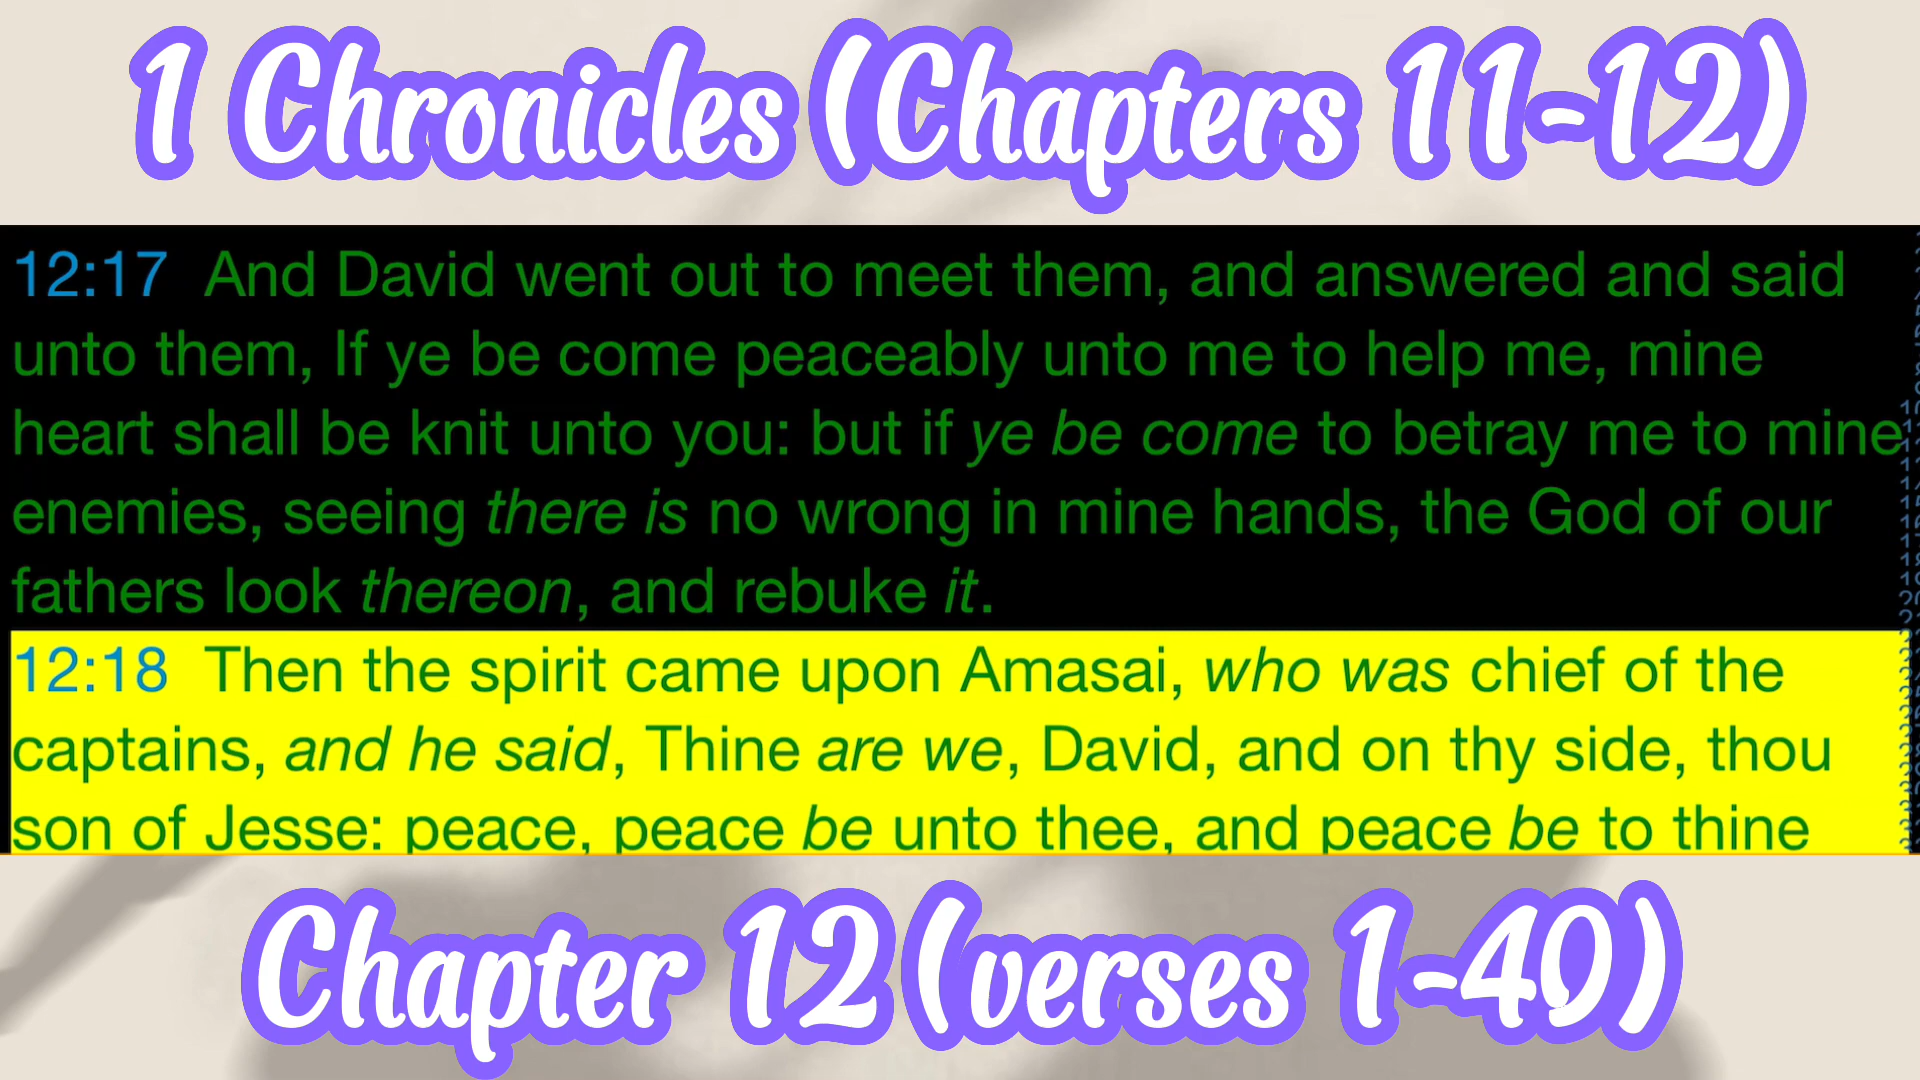 1 Chronicles (Chapters 11-12)
12:17 And David went out to meet them, and answered and said
unto them, If ye be come peaceably unto me to help me, mine
heart shall be knit unto you: but if ye be come to betray me to mine
enemies, seeing there is no wrong in mine hands, the God of our
fathers look thereon, and rebuke it.
12:18 Then the spirit came upon Amasai, who was chief of the
captains, and he said, Thine are we, David, and on thy side, thou
son of Jesse: peace, peace be unto thee, and peace be to thine
Chapter 12 (verses 1-40)